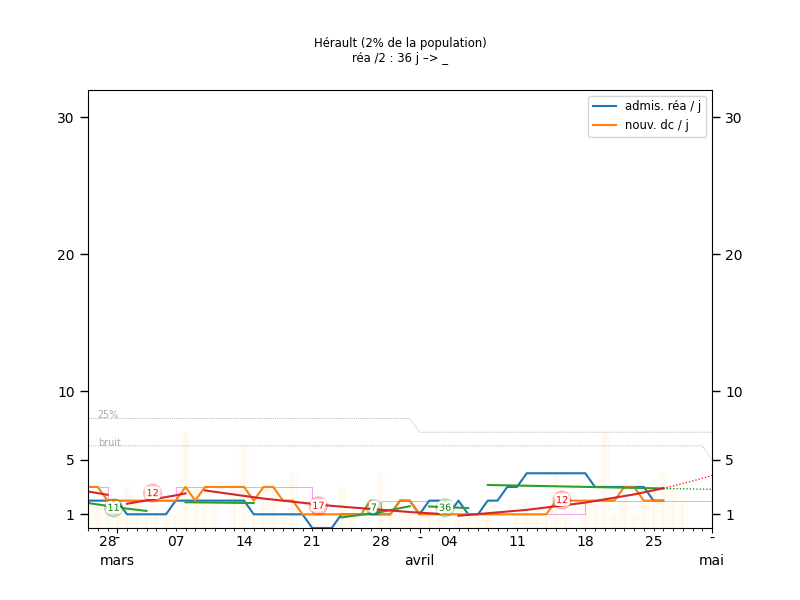 Hérault (2% de la population)
réa /2 : 36 j –> _
admis. réa / j
nouv. dc / j
30 30
20 20
10 10
25%
bruit
5 5
12
11 17 7 36 12
1 1
28 - 07 14 21 28 - 04 11 18 25 -
mars avril mai